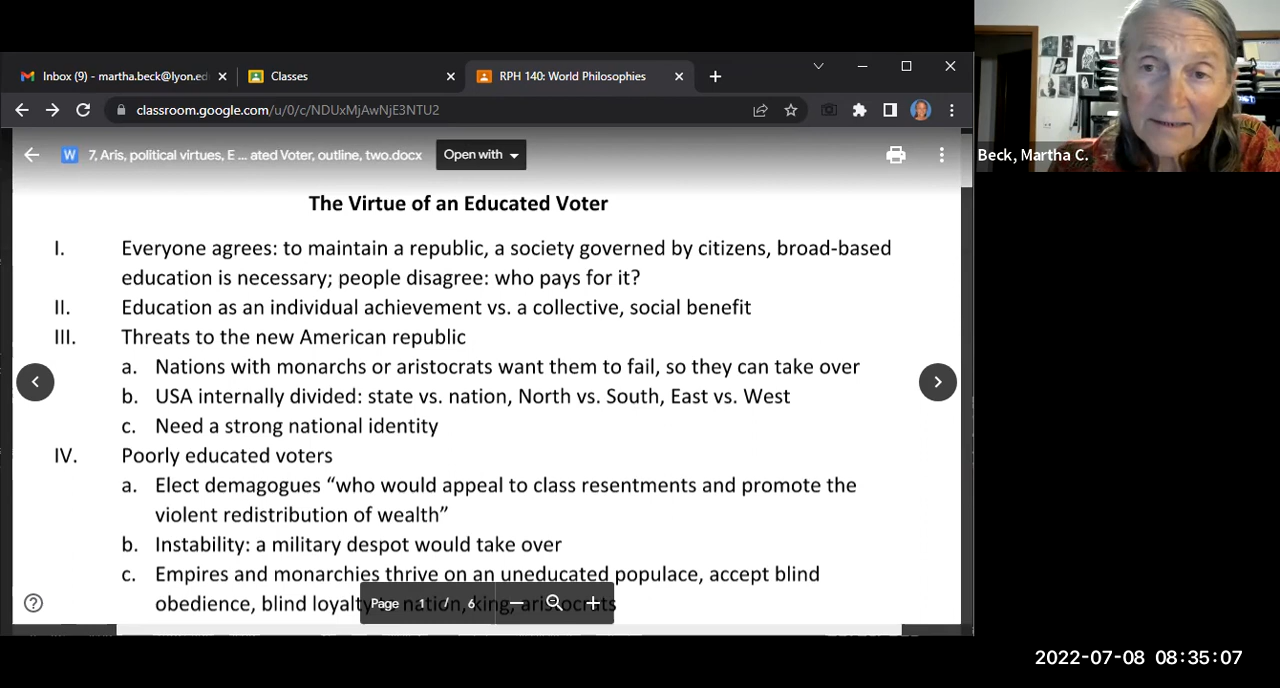 Inbox (9) - martha.beck@lyon.ed
Classes
RPH 140: World Philosophies
classroom.google.com/u/0/c/NDUxMjAwNjE3NTU2
W
7, Aris, political virtues, E ... ated Voter, outline, two.docx
Open with
Beck, Martha C.
The Virtue of an Educated Voter
I. Everyone agrees: to maintain a republic, a society governed by citizens, broad-based
education is necessary; people disagree: who pays for it?
II. Education as an individual achievement vs. a collective, social benefit
III. Threats to the new American republic
a. Nations with monarchs or aristocrats want them to fail, so they can take over
b. USA internally divided: state vs. nation, North vs. South, East vs. West
c. Need a strong national identity
IV. Poorly educated voters
a. Elect demagogues “who would appeal to class resentments and promote the
violent redistribution of wealth”
b. Instability: a military despot would take over
c. Empires and monarchies thrive on an uneducated populace, accept blind
obedience, blind loyalty to nation, king, aristocrats
Page 1 / 6
2022-07-08 08:35:07